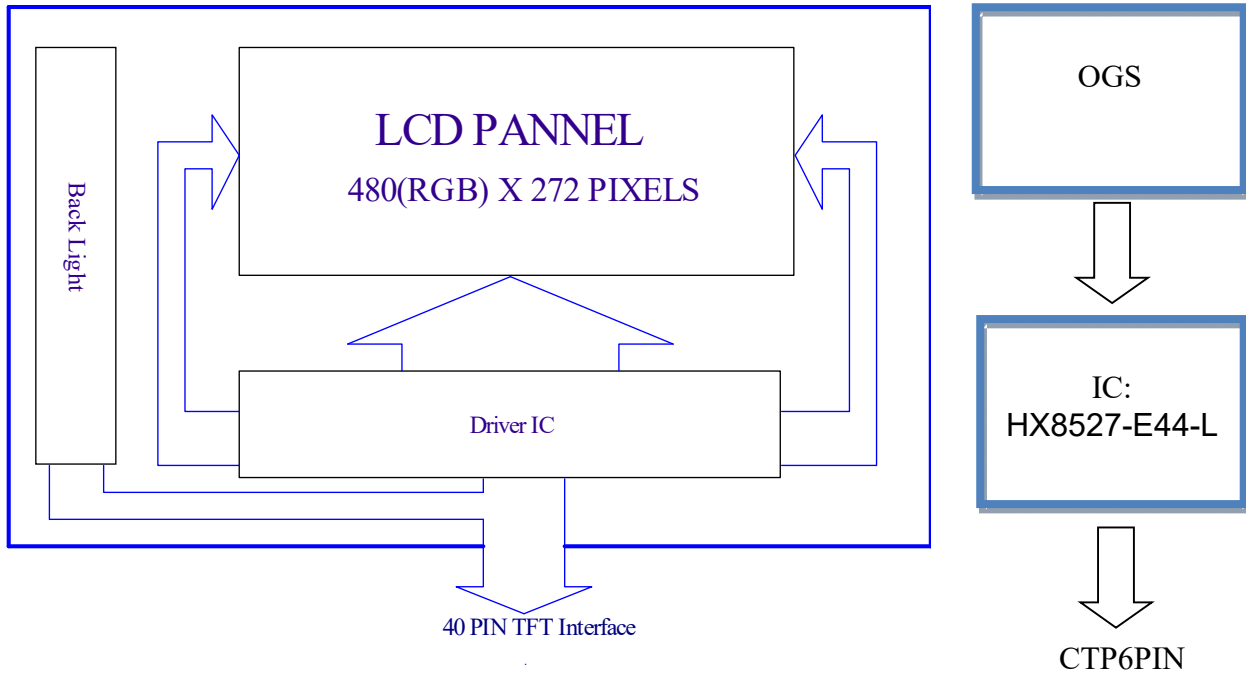 LCD PANNEL
480(RGB) X 272 PIXELS
Back Light
Driver IC
40 PIN TFT Interface
OGS
IC:
HX8527-E44-L
CTP6PIN